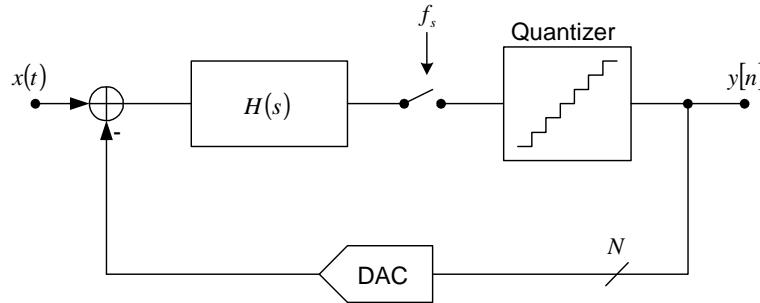 f_s
Quantizer
x(t)
y[n]
H(s)
-
N
DAC